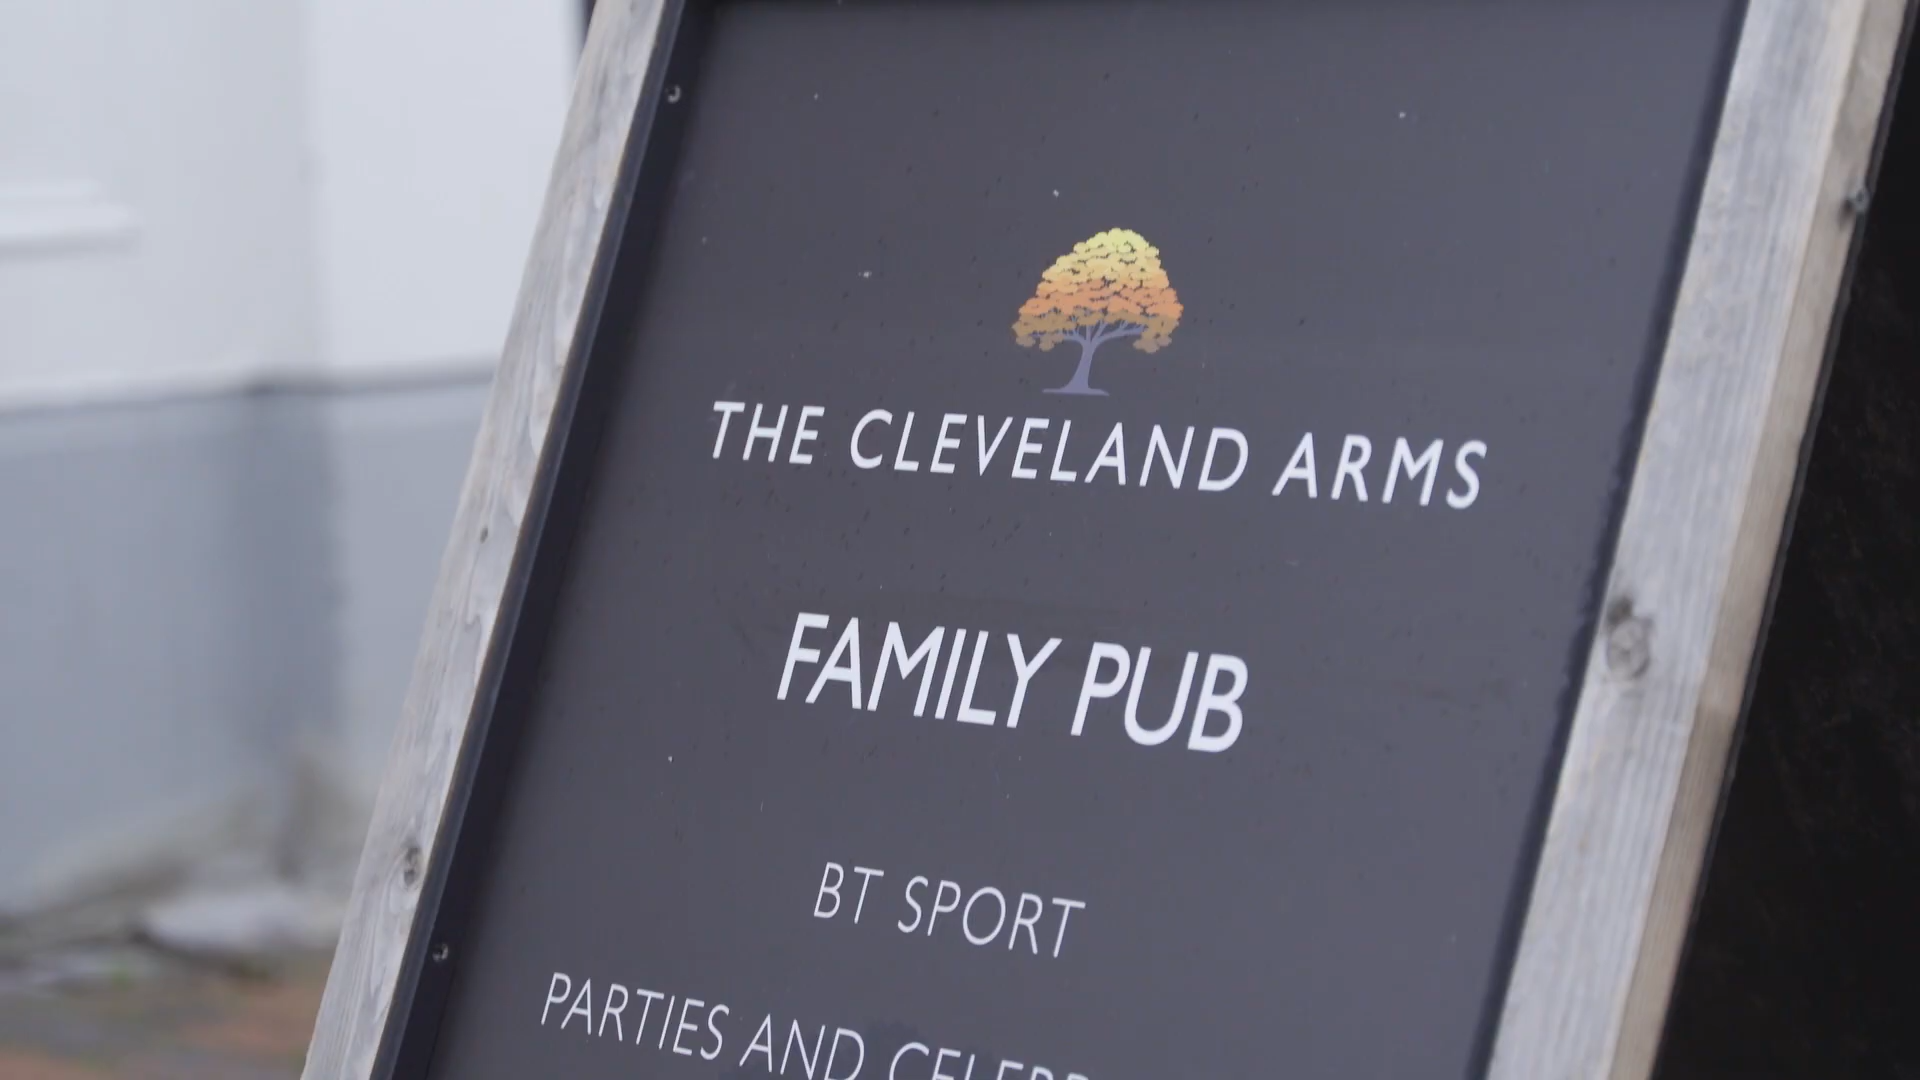 THE CLEVELAND ARMS
FAMILY PUB
BT SPORT
PARTIES AND